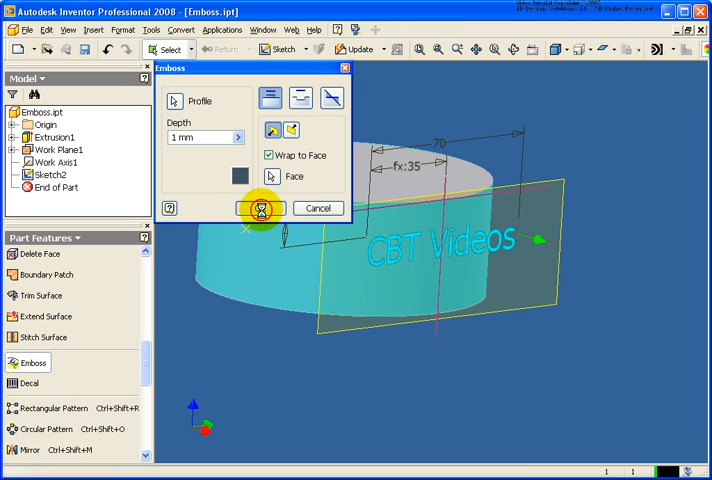 Autodesk Inventor Professional 2008 - [Emboss.ipt]
File Edit View Insert Format Tools Convert Applications Window Web Help
Select Sketch Update
Model
Emboss.ipt
Origin
Extrusion1
Work Plane1
Work Axis1
Sketch2
End of Part
Part Features
Delete Face
Boundary Patch
Trim Surface
Extend Surface
Stitch Surface
Emboss
Decal
Rectangular Pattern Ctrl+Shift+R
Circular Pattern Ctrl+Shift+O
Mirror Ctrl+Shift+M
Emboss
Profile
Depth
1 mm
Wrap to Face
Face
Cancel
70
fx:35
CBT Videos
1 1